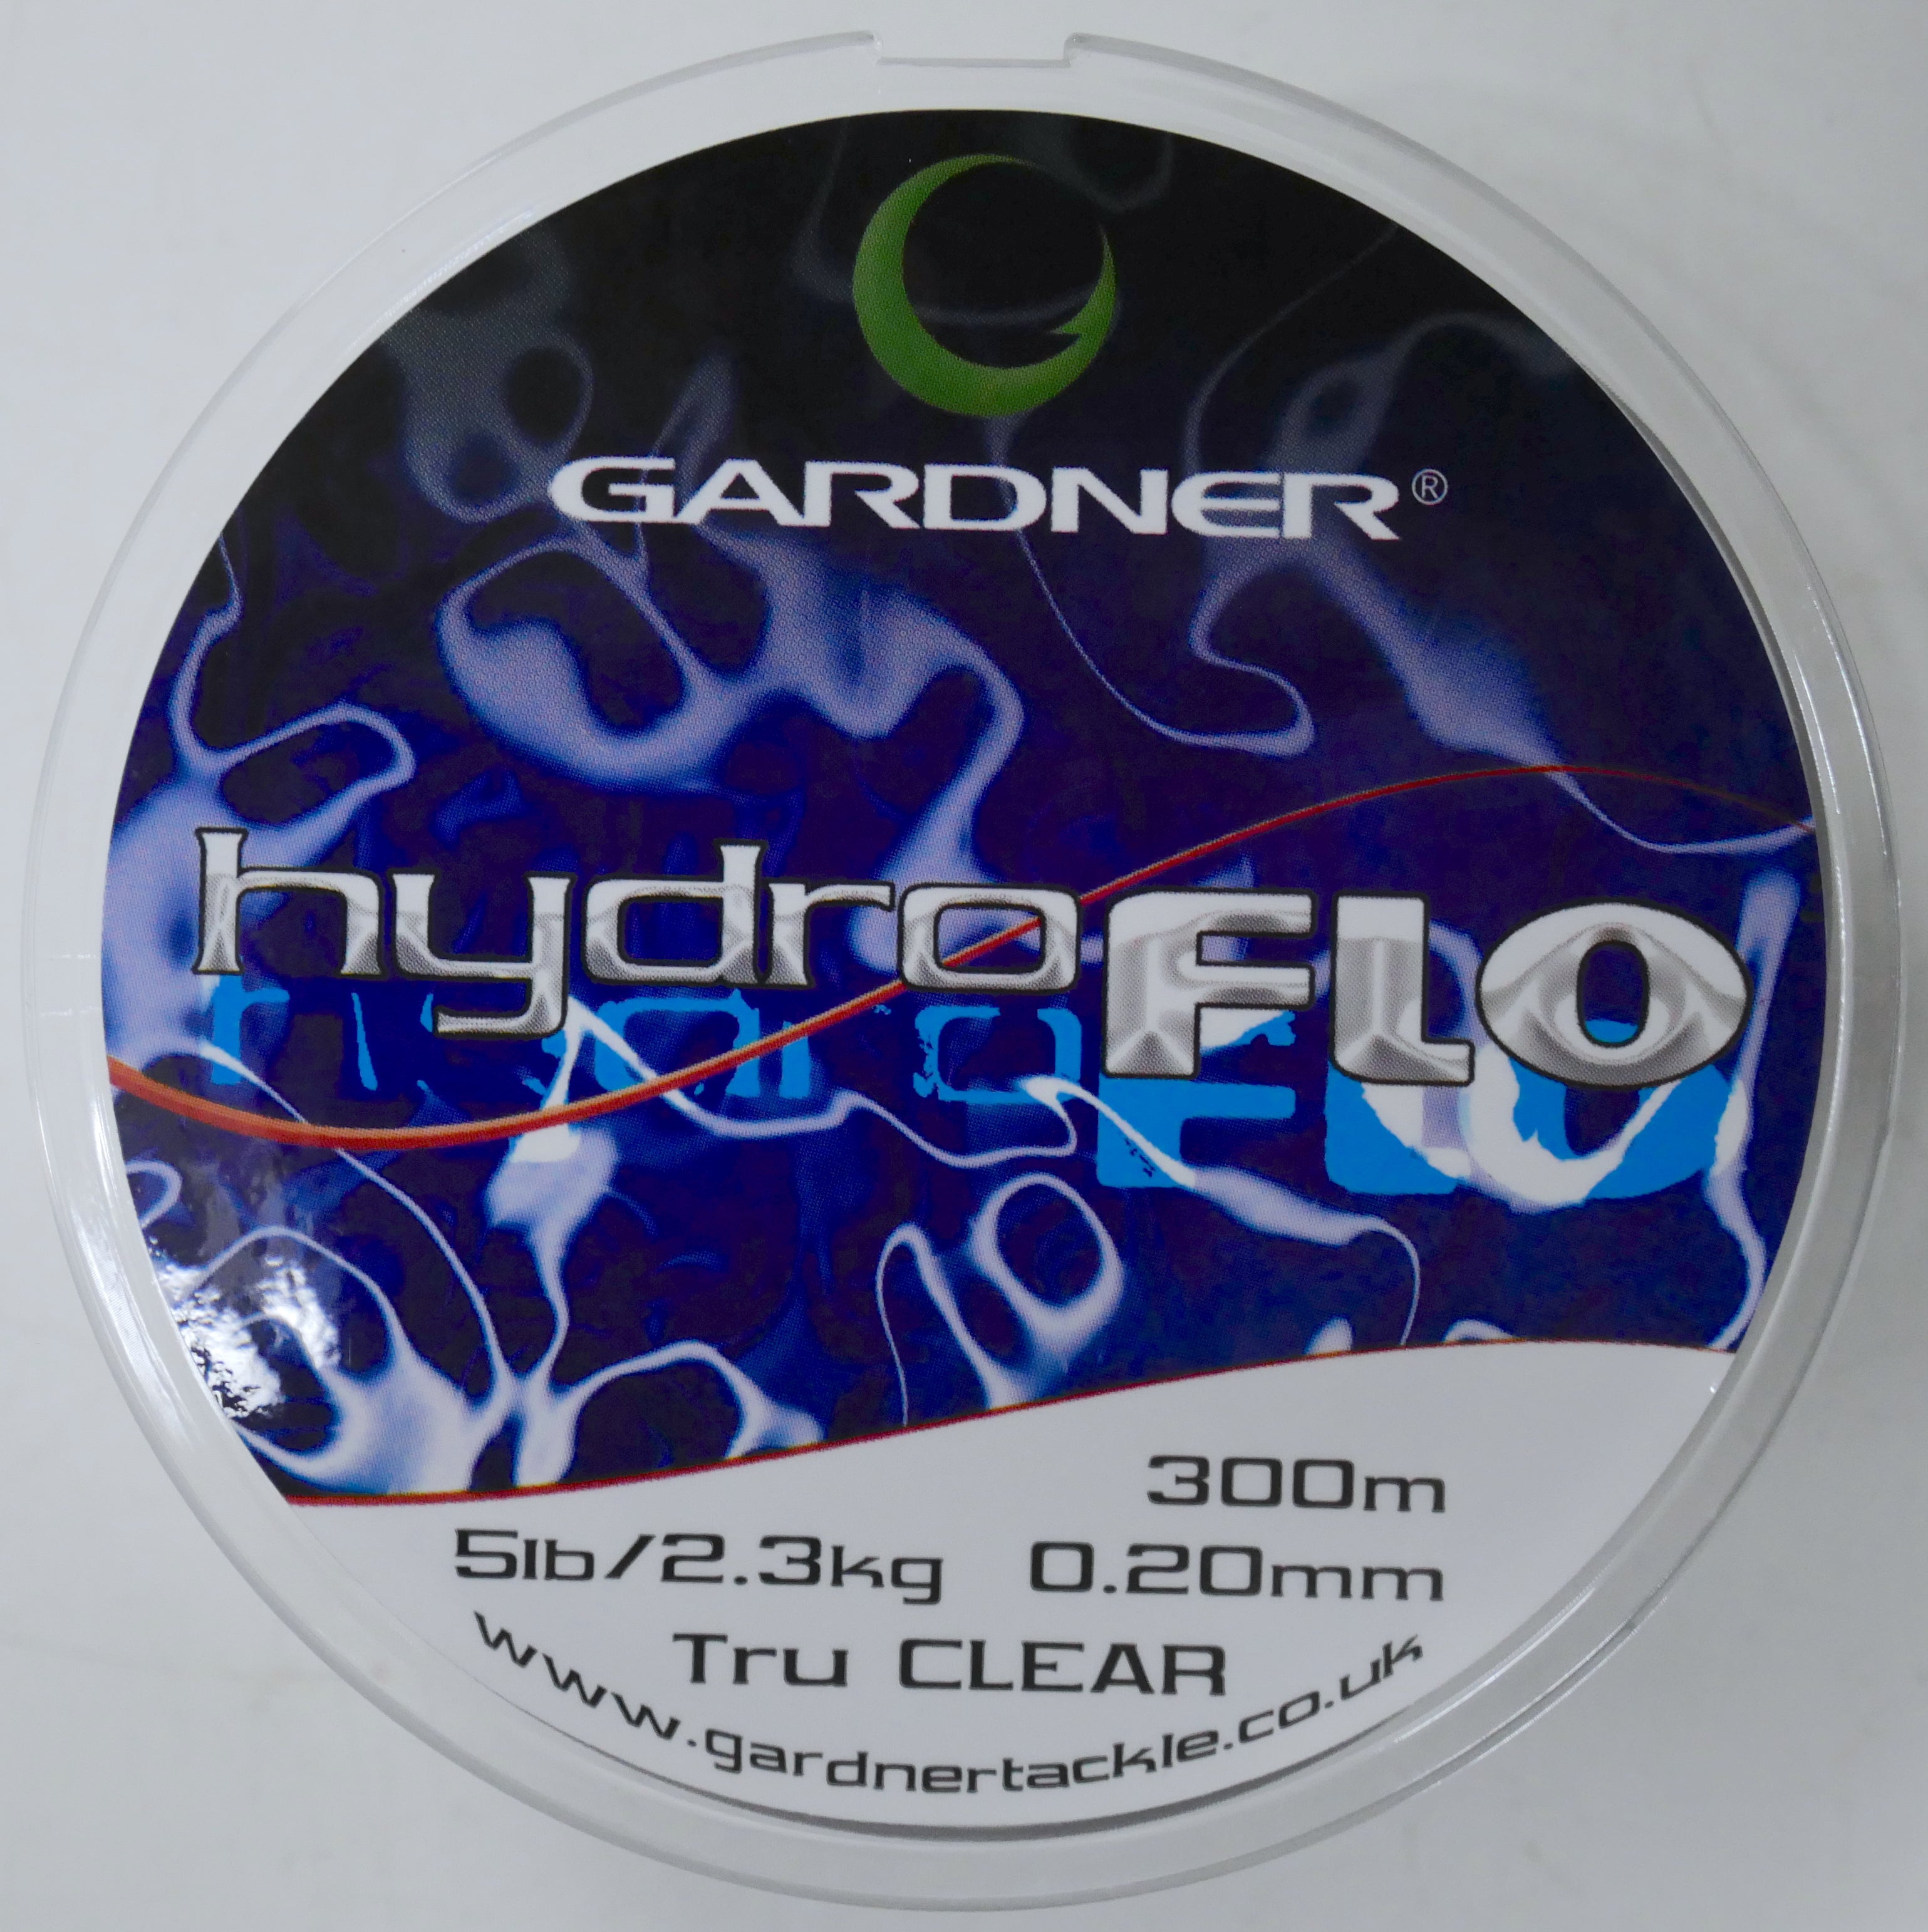 GARDNER®
hydroFLO
300m
5lb/2.3kg 0.20mm
Tru CLEAR
www.gardnertackle.co.uk